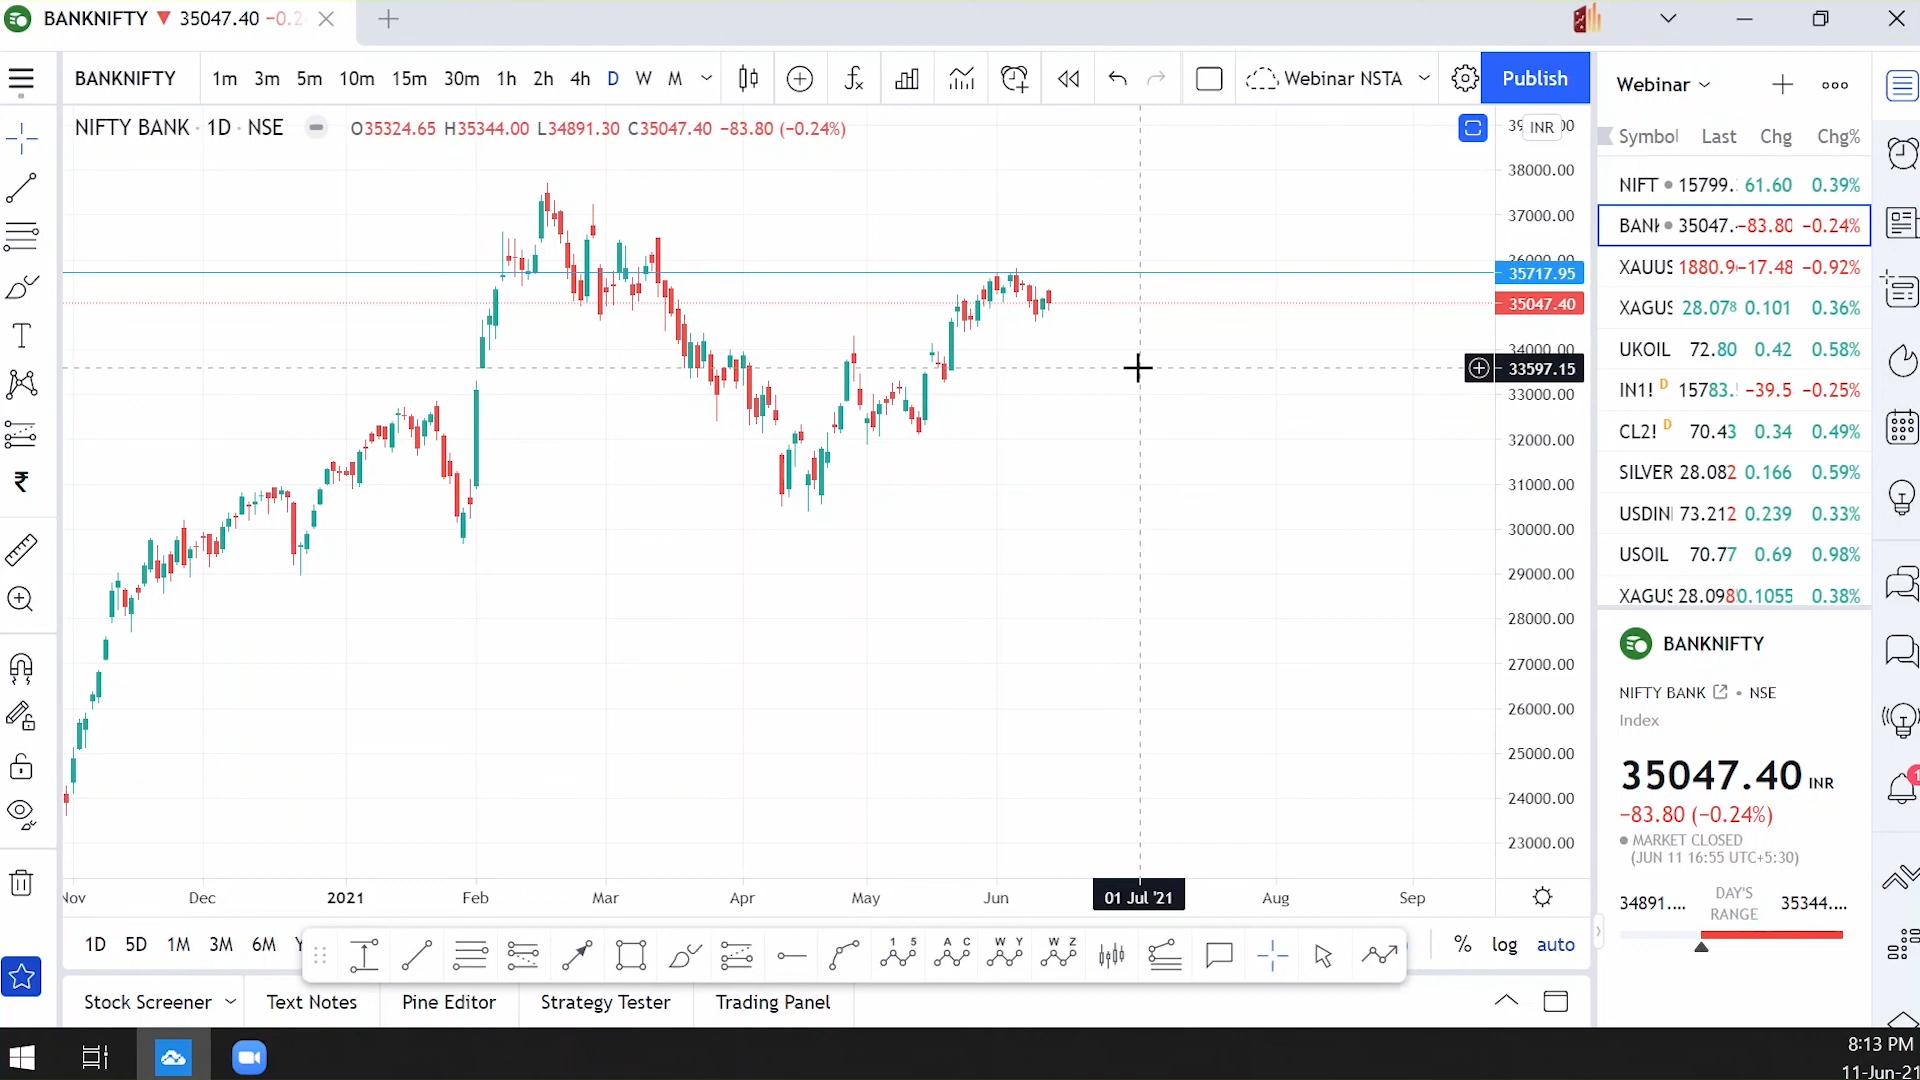 BANKNIFTY ▼ 35047.40 −0.2
BANKNIFTY 1m 3m 5m 10m 15m 30m 1h 2h 4h D W M Webinar NSTA Publish
NIFTY BANK · 1D · NSE O35324.65 H35344.00 L34891.30 C35047.40 −83.80 (−0.24%)
INR
38000.00
37000.00
36000.00
35717.95
35047.40
34000.00
33597.15
33000.00
32000.00
31000.00
30000.00
29000.00
28000.00
27000.00
26000.00
25000.00
24000.00
23000.00
Nov Dec 2021 Feb Mar Apr May Jun 01 Jul '21 Aug Sep
1D 5D 1M 3M 6M Y % log auto
1 5 A C W Y W Z
Stock Screener Text Notes Pine Editor Strategy Tester Trading Panel
Webinar
Symbol Last Chg Chg%
NIFT 15799. 61.60 0.39%
BANK 35047. −83.80 −0.24%
XAUUS 1880.9 −17.48 −0.92%
XAGUS 28.078 0.101 0.36%
UKOIL 72.80 0.42 0.58%
IN1! D 15783. −39.5 −0.25%
CL2! D 70.43 0.34 0.49%
SILVER 28.082 0.166 0.59%
USDIN 73.212 0.239 0.33%
USOIL 70.77 0.69 0.98%
XAGUS 28.098 0.1055 0.38%
BANKNIFTY
NIFTY BANK • NSE
Index
35047.40 INR
−83.80 (−0.24%)
MARKET CLOSED
(JUN 11 16:55 UTC+5:30)
34891.... DAY'S RANGE 35344....
8:13 PM
11-Jun-21